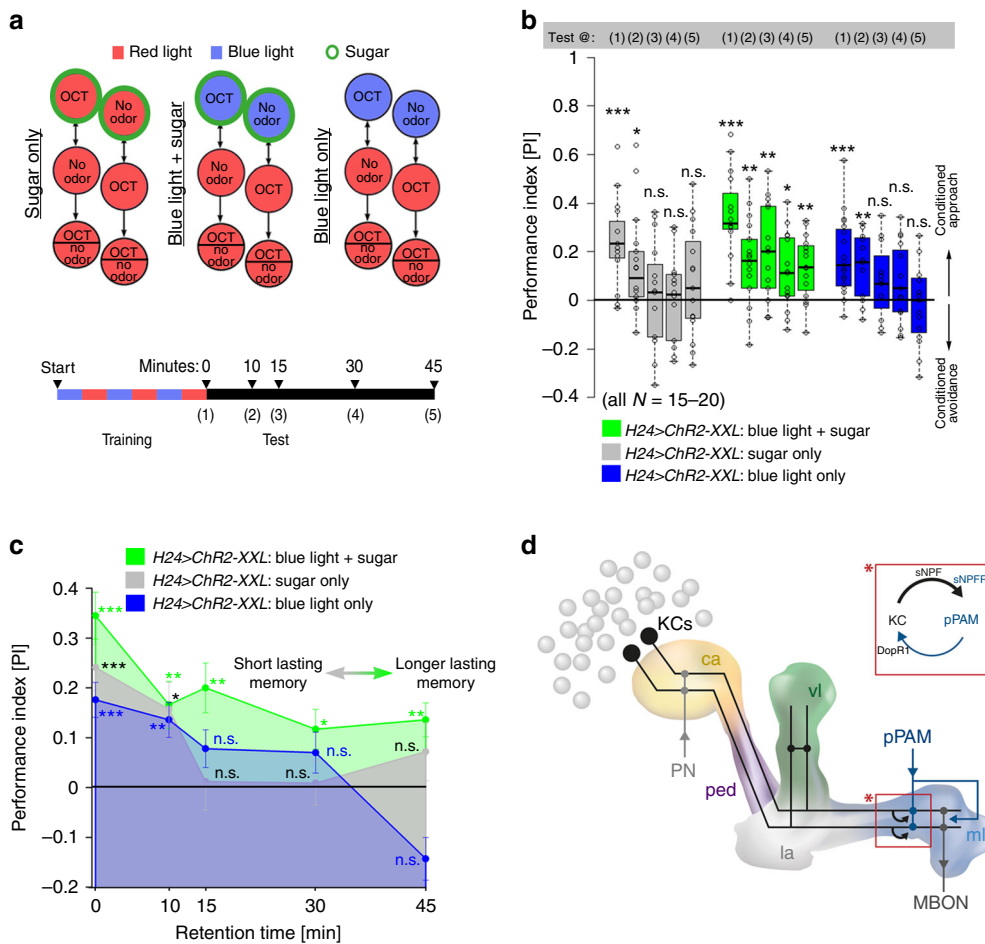 a
Red light
Blue light
Sugar
Sugar only
OCT
No odor
No odor
OCT
OCT no odor
OCT no odor
Blue light + sugar
OCT
No odor
No odor
OCT
OCT no odor
OCT no odor
Blue light only
OCT
No odor
No odor
OCT
OCT no odor
OCT no odor
Start Minutes: 0 10 15 30 45
(1) (2) (3) (4) (5)
Training Test
b
Test @: (1) (2) (3) (4) (5) (1) (2) (3) (4) (5) (1) (2) (3) (4) (5)
Performance index [PI]
1
0.8
0.6
0.4
0.2
0
−0.2
−0.4
*** * n.s. n.s. n.s.
*** ** ** * **
*** ** n.s. n.s. n.s.
Conditioned approach
Conditioned avoidance
(all N = 15–20)
H24>ChR2-XXL: blue light + sugar
H24>ChR2-XXL: sugar only
H24>ChR2-XXL: blue light only
c
H24>ChR2-XXL: blue light + sugar
H24>ChR2-XXL: sugar only
H24>ChR2-XXL: blue light only
Performance index [PI]
0.4
0.3
0.2
0.1
0
−0.1
−0.2
*** ** ** * **
*** * n.s. n.s. n.s.
*** ** n.s. n.s. n.s.
Short lasting memory
Longer lasting memory
0 10 15 30 45
Retention time [min]
d
*
sNPF
sNPFR
KC
pPAM
DopR1
KCs
ca
vl
PN
ped
pPAM
*
la
ml
MBON